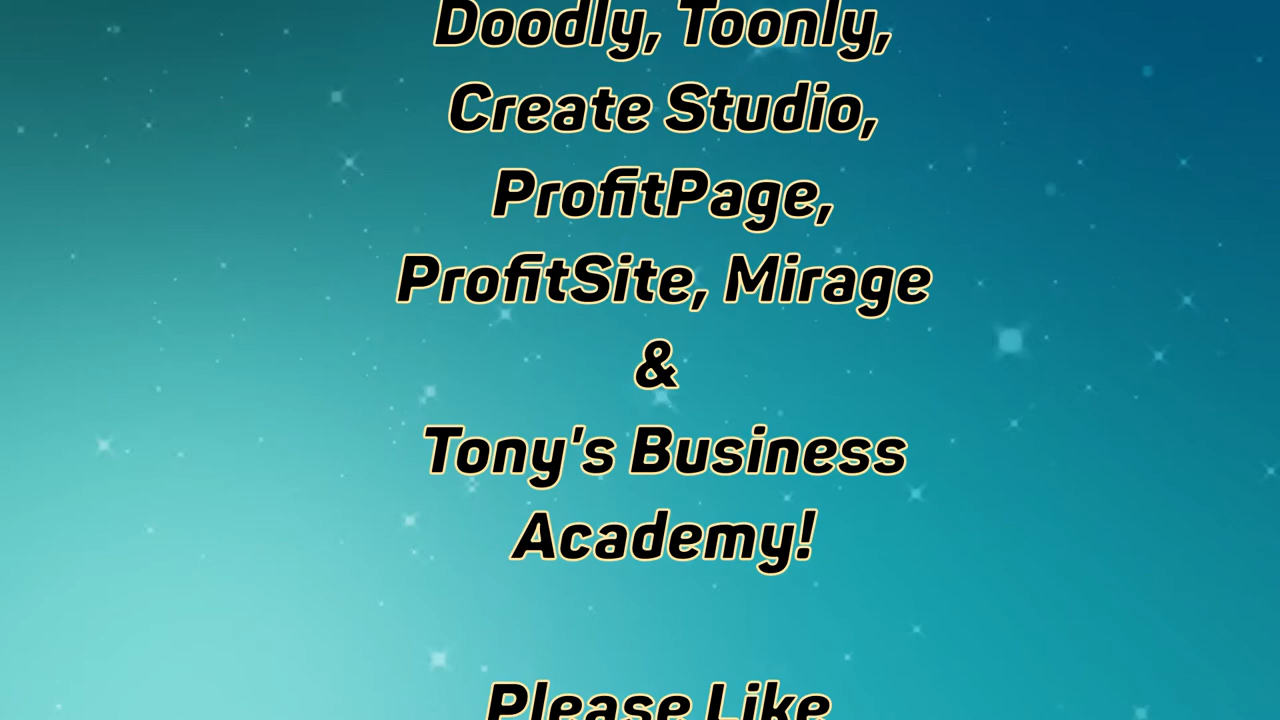 Doodly, Toonly,
Create Studio,
ProfitPage,
ProfitSite, Mirage
&
Tony's Business
Academy!
Please Like